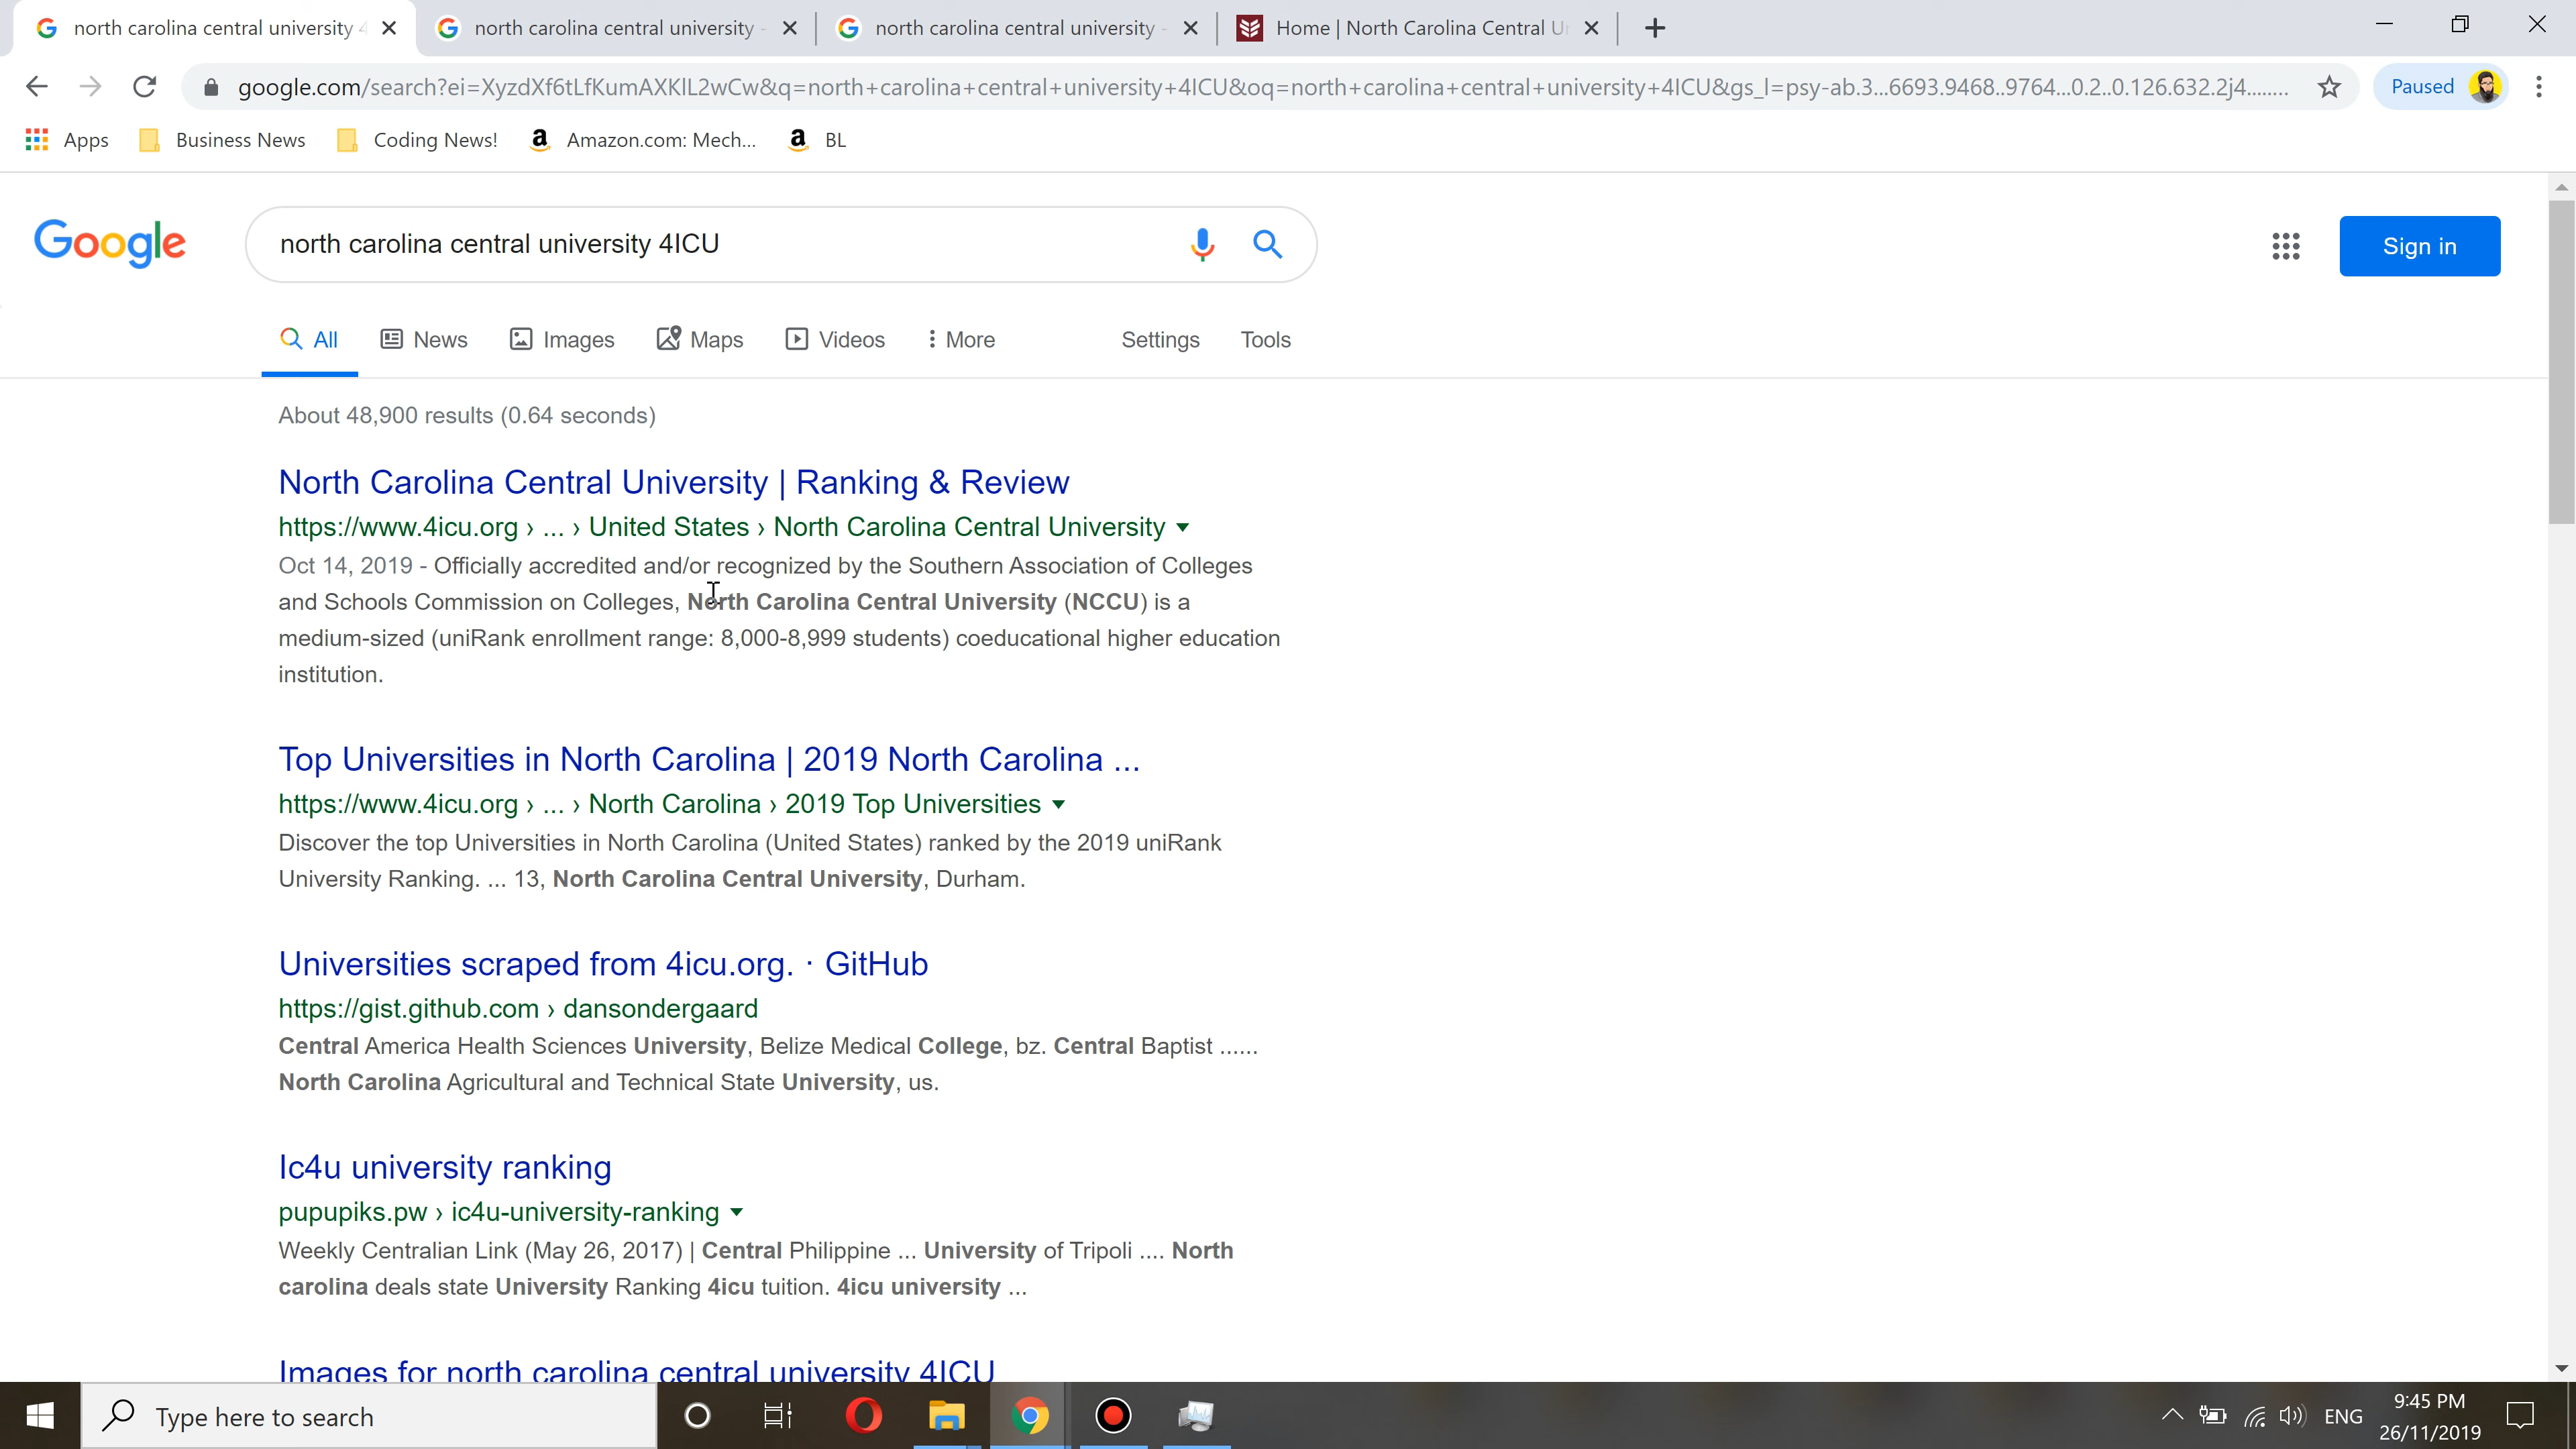 north carolina central university 4
north carolina central university -
north carolina central university -
Home | North Carolina Central Ur
google.com/search?ei=XyzdXf6tLfKumAXKlL2wCw&q=north+carolina+central+university+4ICU&oq=north+carolina+central+university+4ICU&gs_l=psy-ab.3...6693.9468..9764...0.2..0.126.632.2j4........
Paused
Apps
Business News
Coding News!
Amazon.com: Mech...
BL
Google
north carolina central university 4ICU
Sign in
All
News
Images
Maps
Videos
More
Settings
Tools
About 48,900 results (0.64 seconds)
North Carolina Central University | Ranking & Review
https://www.4icu.org › ... › United States › North Carolina Central University
Oct 14, 2019 - Officially accredited and/or recognized by the Southern Association of Colleges
and Schools Commission on Colleges, North Carolina Central University (NCCU) is a
medium-sized (uniRank enrollment range: 8,000-8,999 students) coeducational higher education
institution.
Top Universities in North Carolina | 2019 North Carolina ...
https://www.4icu.org › ... › North Carolina › 2019 Top Universities
Discover the top Universities in North Carolina (United States) ranked by the 2019 uniRank
University Ranking. ... 13, North Carolina Central University, Durham.
Universities scraped from 4icu.org. · GitHub
https://gist.github.com › dansondergaard
Central America Health Sciences University, Belize Medical College, bz. Central Baptist ......
North Carolina Agricultural and Technical State University, us.
Ic4u university ranking
pupupiks.pw › ic4u-university-ranking
Weekly Centralian Link (May 26, 2017) | Central Philippine ... University of Tripoli .... North
carolina deals state University Ranking 4icu tuition. 4icu university ...
Images for north carolina central university 4ICU
Type here to search
ENG
9:45 PM
26/11/2019